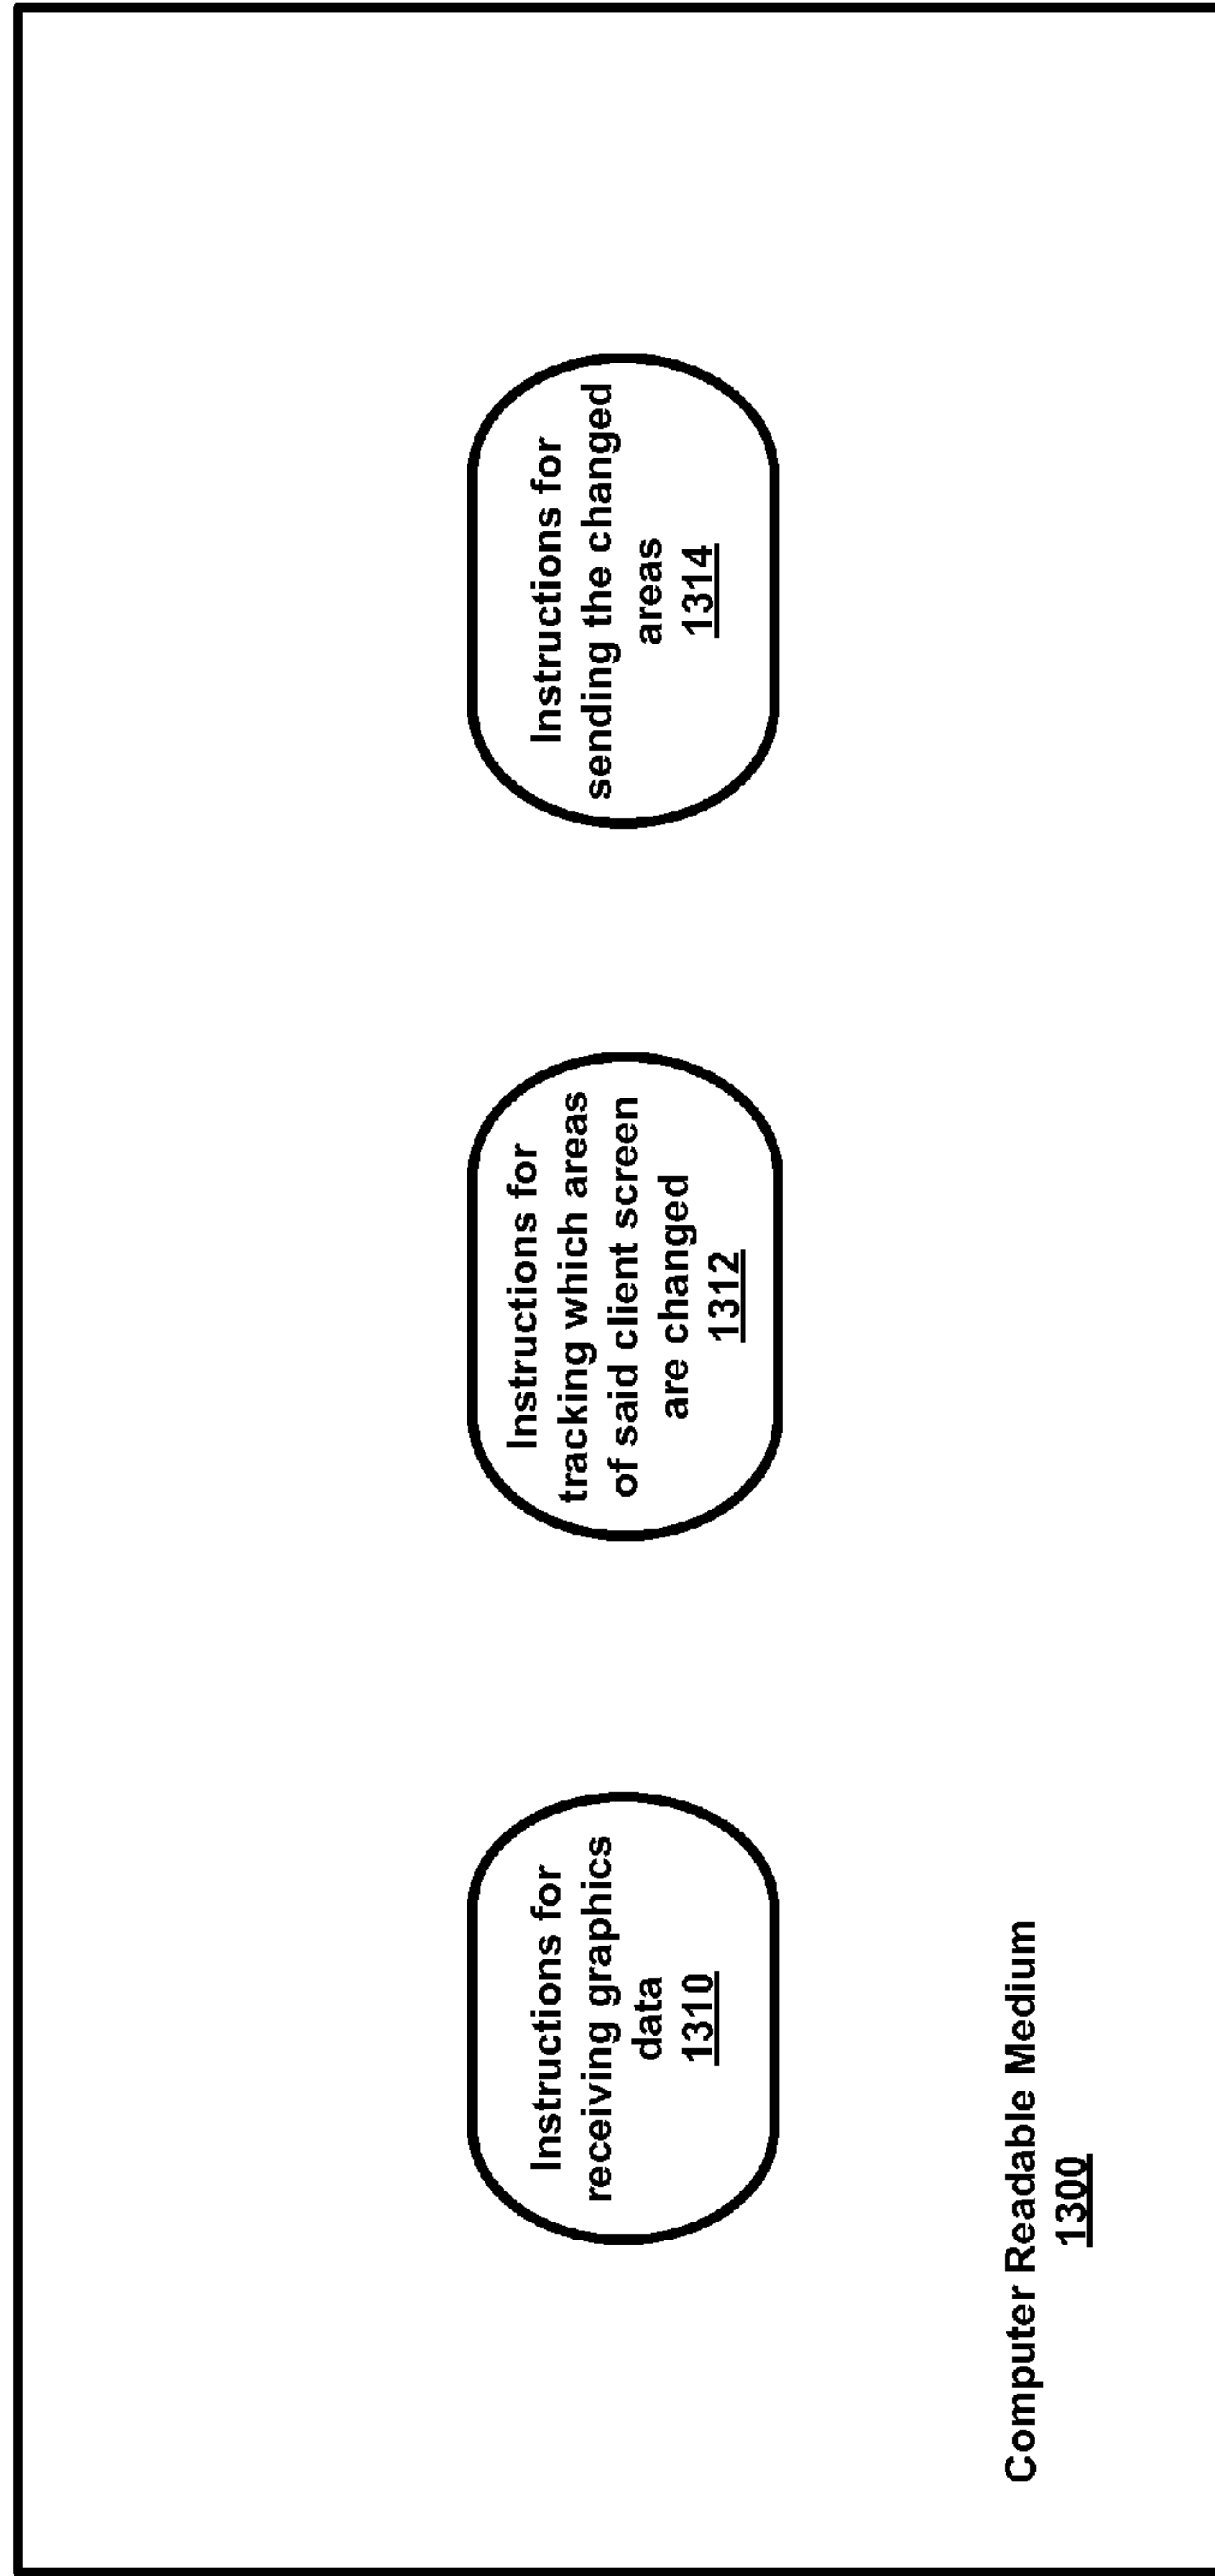 Instructions for
receiving graphics
data
1310
Instructions for
tracking which areas
of said client screen
are changed
1312
Instructions for
sending the changed
areas
1314
Computer Readable Medium
1300